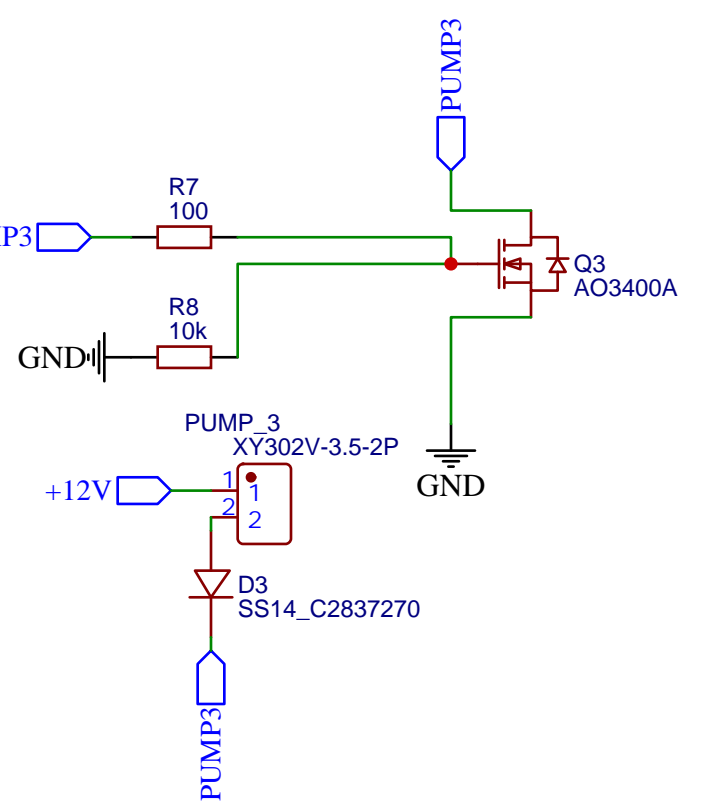 PUMP3
R7
100
P3
Q3
AO3400A
R8
10k
GND
PUMP_3
XY302V-3.5-2P
GND
+12V
1
1
2
2
D3
SS14_C2837270
PUMP3